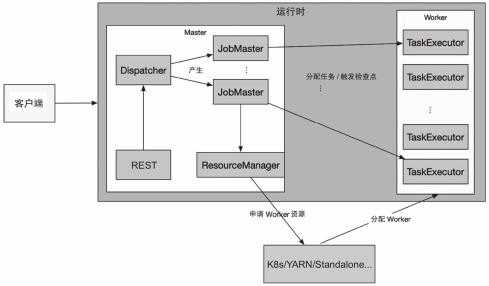 运行时
Master
Worker
JobMaster
TaskExecutor
Dispatcher
产生
⋮
TaskExecutor
JobMaster
分配任务 / 触发检查点
⋮
客户端
⋮
TaskExecutor
REST
ResourceManager
TaskExecutor
申请 Worker 资源
分配 Worker
K8s/YARN/Standalone...